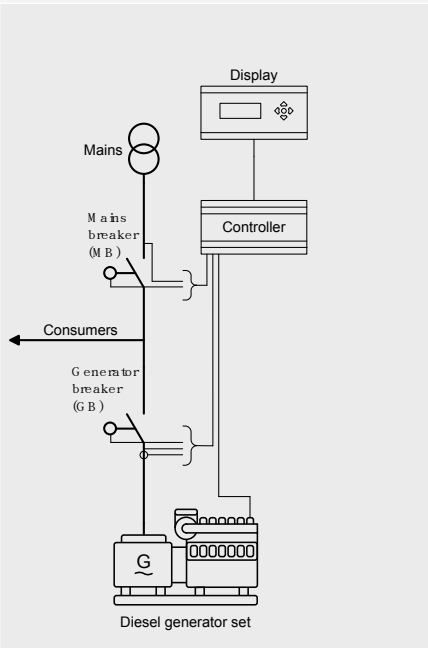 Display
Mains
Mains
breaker
(MB)
Controller
Consumers
Generator
breaker
(GB)
G
Diesel generator set